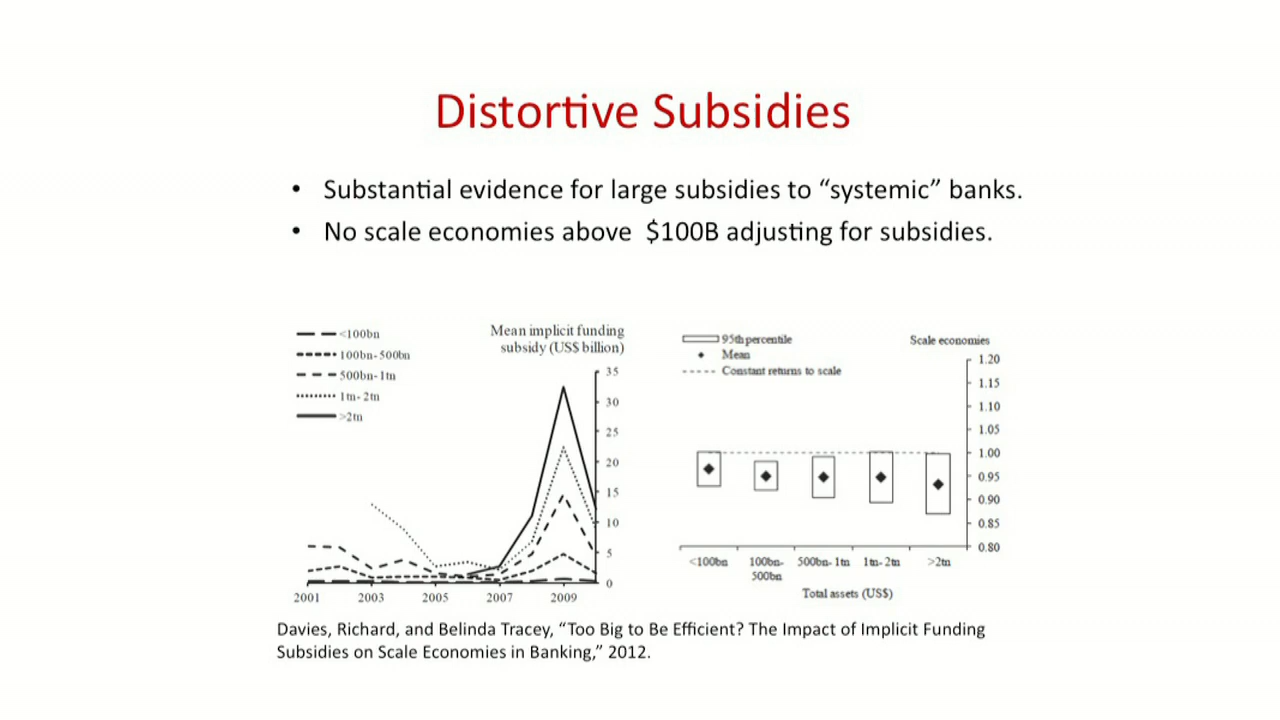 Distortive Subsidies
• Substantial evidence for large subsidies to “systemic” banks.
• No scale economies above $100B adjusting for subsidies.
<100bn
100bn-500bn
500bn-1tn
1tn-2tn
>2tn
Mean implicit funding
subsidy (US$ billion)
35
30
25
20
15
10
5
0
2001 2003 2005 2007 2009
95th percentile
Mean
Constant returns to scale
Scale economies
1.20
1.15
1.10
1.05
1.00
0.95
0.90
0.85
0.80
<100bn 100bn-500bn 500bn-1tn 1tn-2tn >2tn
Total assets (US$)
Davies, Richard, and Belinda Tracey, “Too Big to Be Efficient? The Impact of Implicit Funding
Subsidies on Scale Economies in Banking,” 2012.